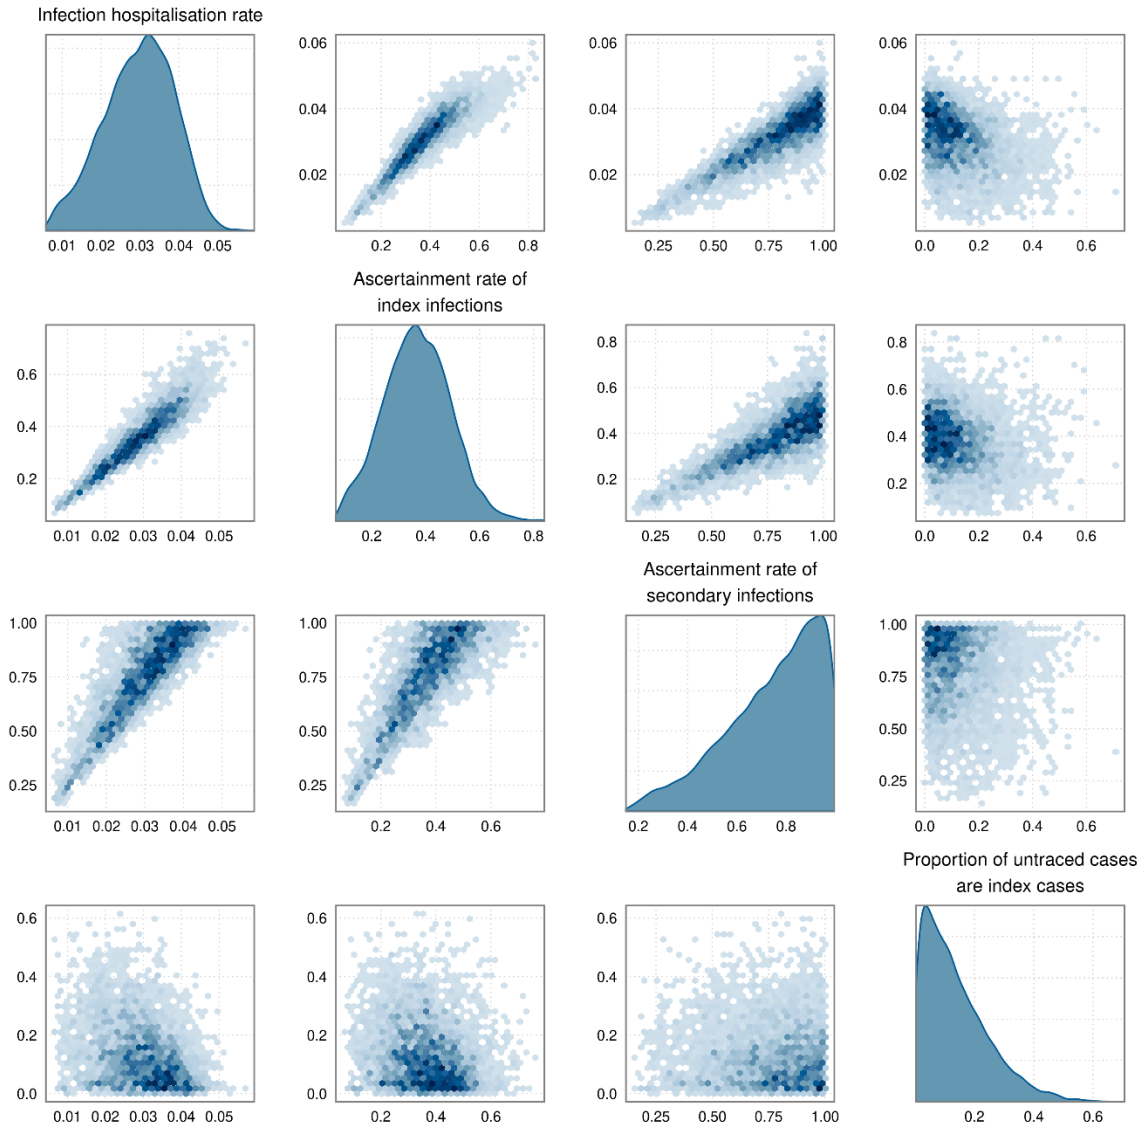 Infection hospitalisation rate
0.06
0.06
0.06
0.04
0.04
0.04
0.02
0.02
0.02
0.01 0.02 0.03 0.04 0.05
0.2 0.4 0.6 0.8
0.25 0.50 0.75 1.00
0.0 0.2 0.4 0.6
Ascertainment rate of
index infections
0.6
0.4
0.2
0.8
0.6
0.4
0.2
0.8
0.6
0.4
0.2
0.01 0.02 0.03 0.04 0.05
0.2 0.4 0.6 0.8
0.25 0.50 0.75 1.00
0.0 0.2 0.4 0.6
Ascertainment rate of
secondary infections
1.00
0.75
0.50
0.25
1.00
0.75
0.50
0.25
1.00
0.75
0.50
0.25
0.01 0.02 0.03 0.04 0.05
0.2 0.4 0.6
0.2 0.4 0.6 0.8
0.0 0.2 0.4 0.6
Proportion of untraced cases
are index cases
0.6
0.4
0.2
0.0
0.6
0.4
0.2
0.0
0.6
0.4
0.2
0.0
0.01 0.02 0.03 0.04 0.05
0.2 0.4 0.6
0.25 0.50 0.75 1.00
0.2 0.4 0.6